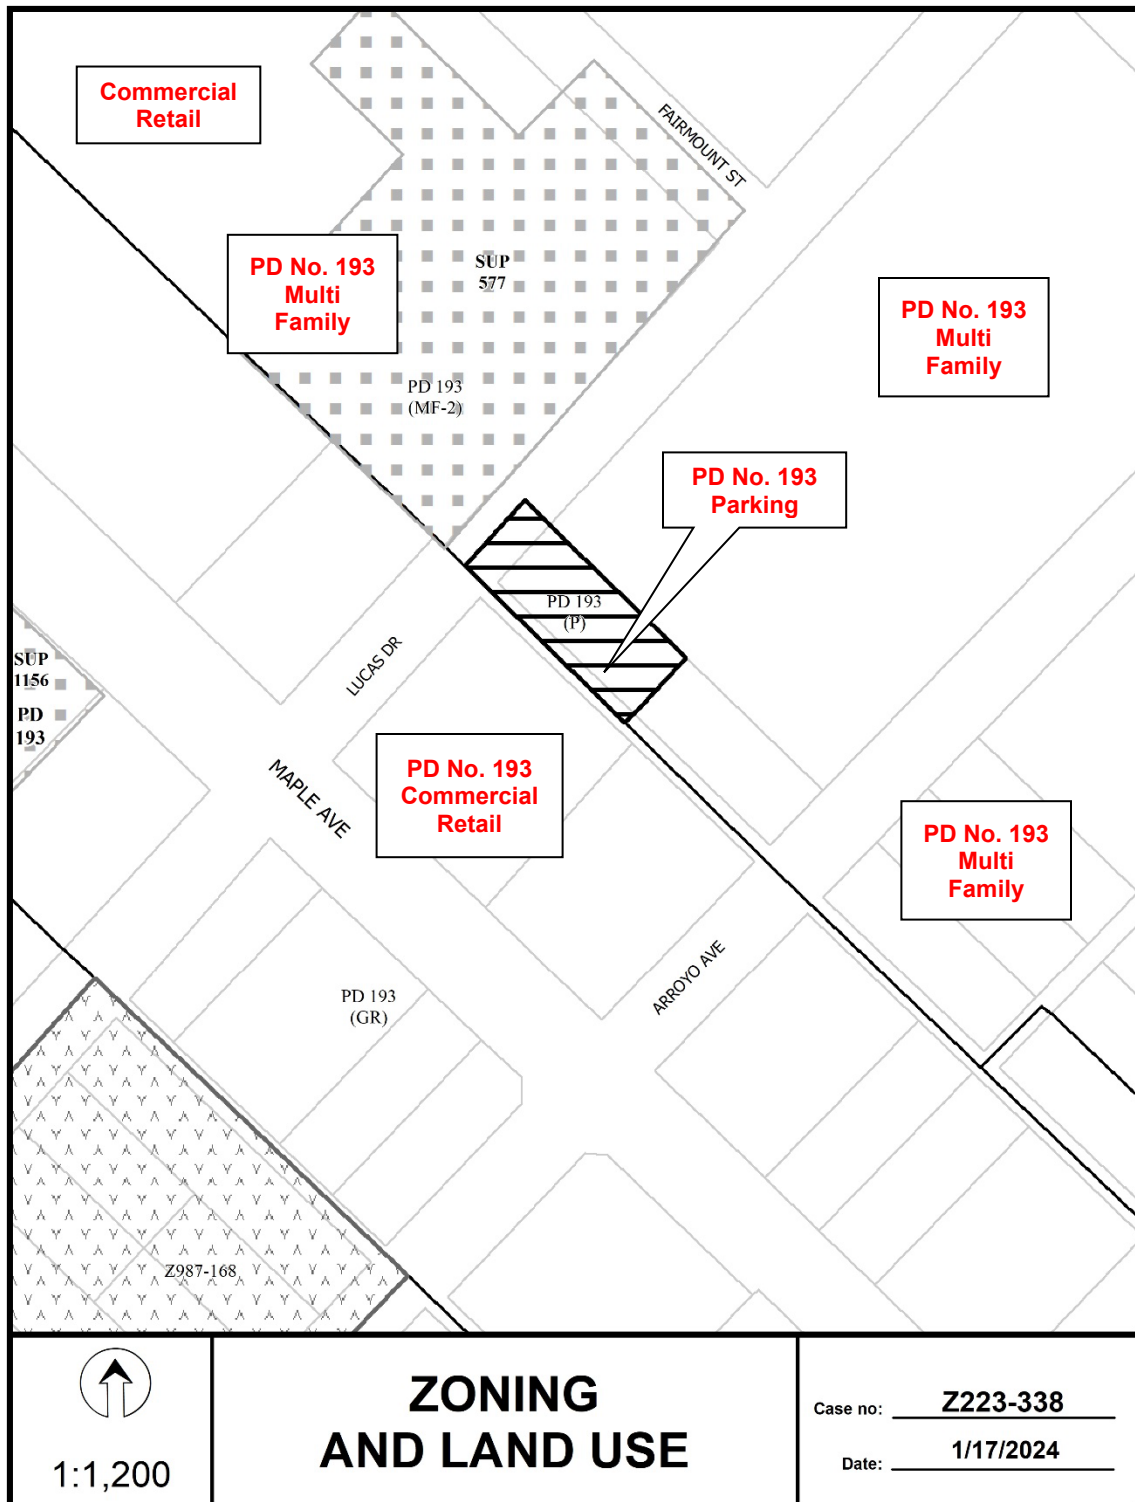 Commercial
Retail
FAIRMOUNT ST
PD No. 193
Multi
Family
SUP
577
PD No. 193
Multi
Family
PD 193
(MF-2)
PD No. 193
Parking
PD 193
(P)
LUCAS DR
SUP
1156
PD
193
MAPLE AVE
PD No. 193
Commercial
Retail
PD No. 193
Multi
Family
ARROYO AVE
PD 193
(GR)
Z987-168
1:1,200
ZONING
AND LAND USE
Case no: Z223-338
Date: 1/17/2024